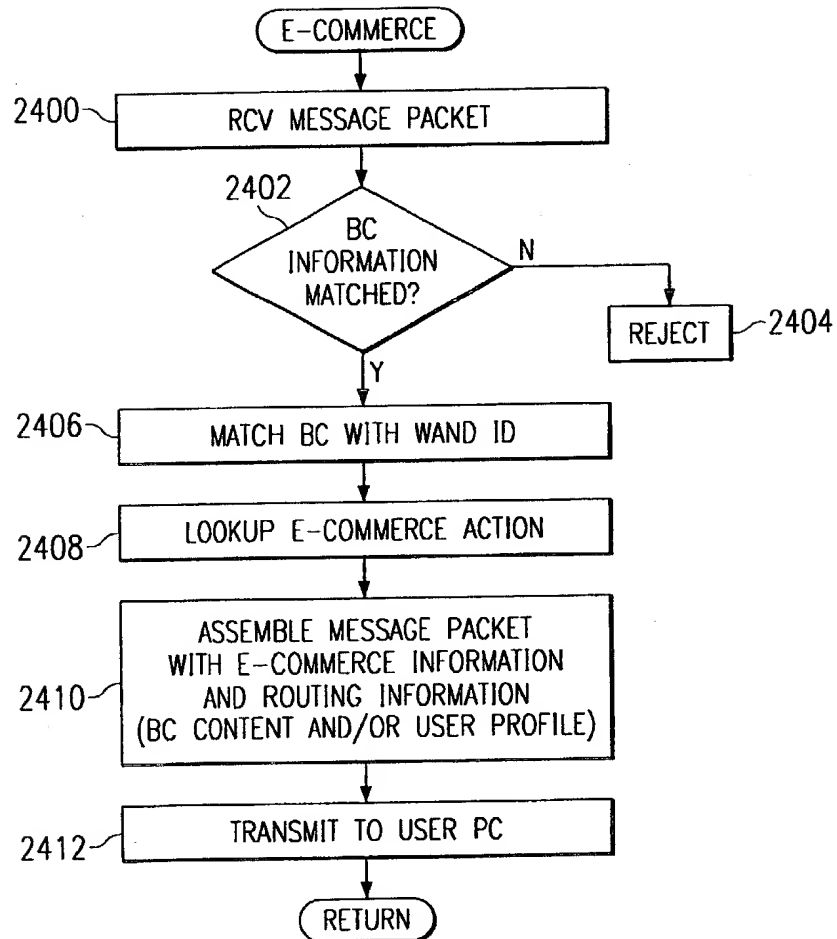 E-COMMERCE
2400
RCV MESSAGE PACKET
2402
BC
INFORMATION
MATCHED?
N
REJECT
2404
Y
2406
MATCH BC WITH WAND ID
2408
LOOKUP E-COMMERCE ACTION
2410
ASSEMBLE MESSAGE PACKET
WITH E-COMMERCE INFORMATION
AND ROUTING INFORMATION
(BC CONTENT AND/OR USER PROFILE)
2412
TRANSMIT TO USER PC
RETURN